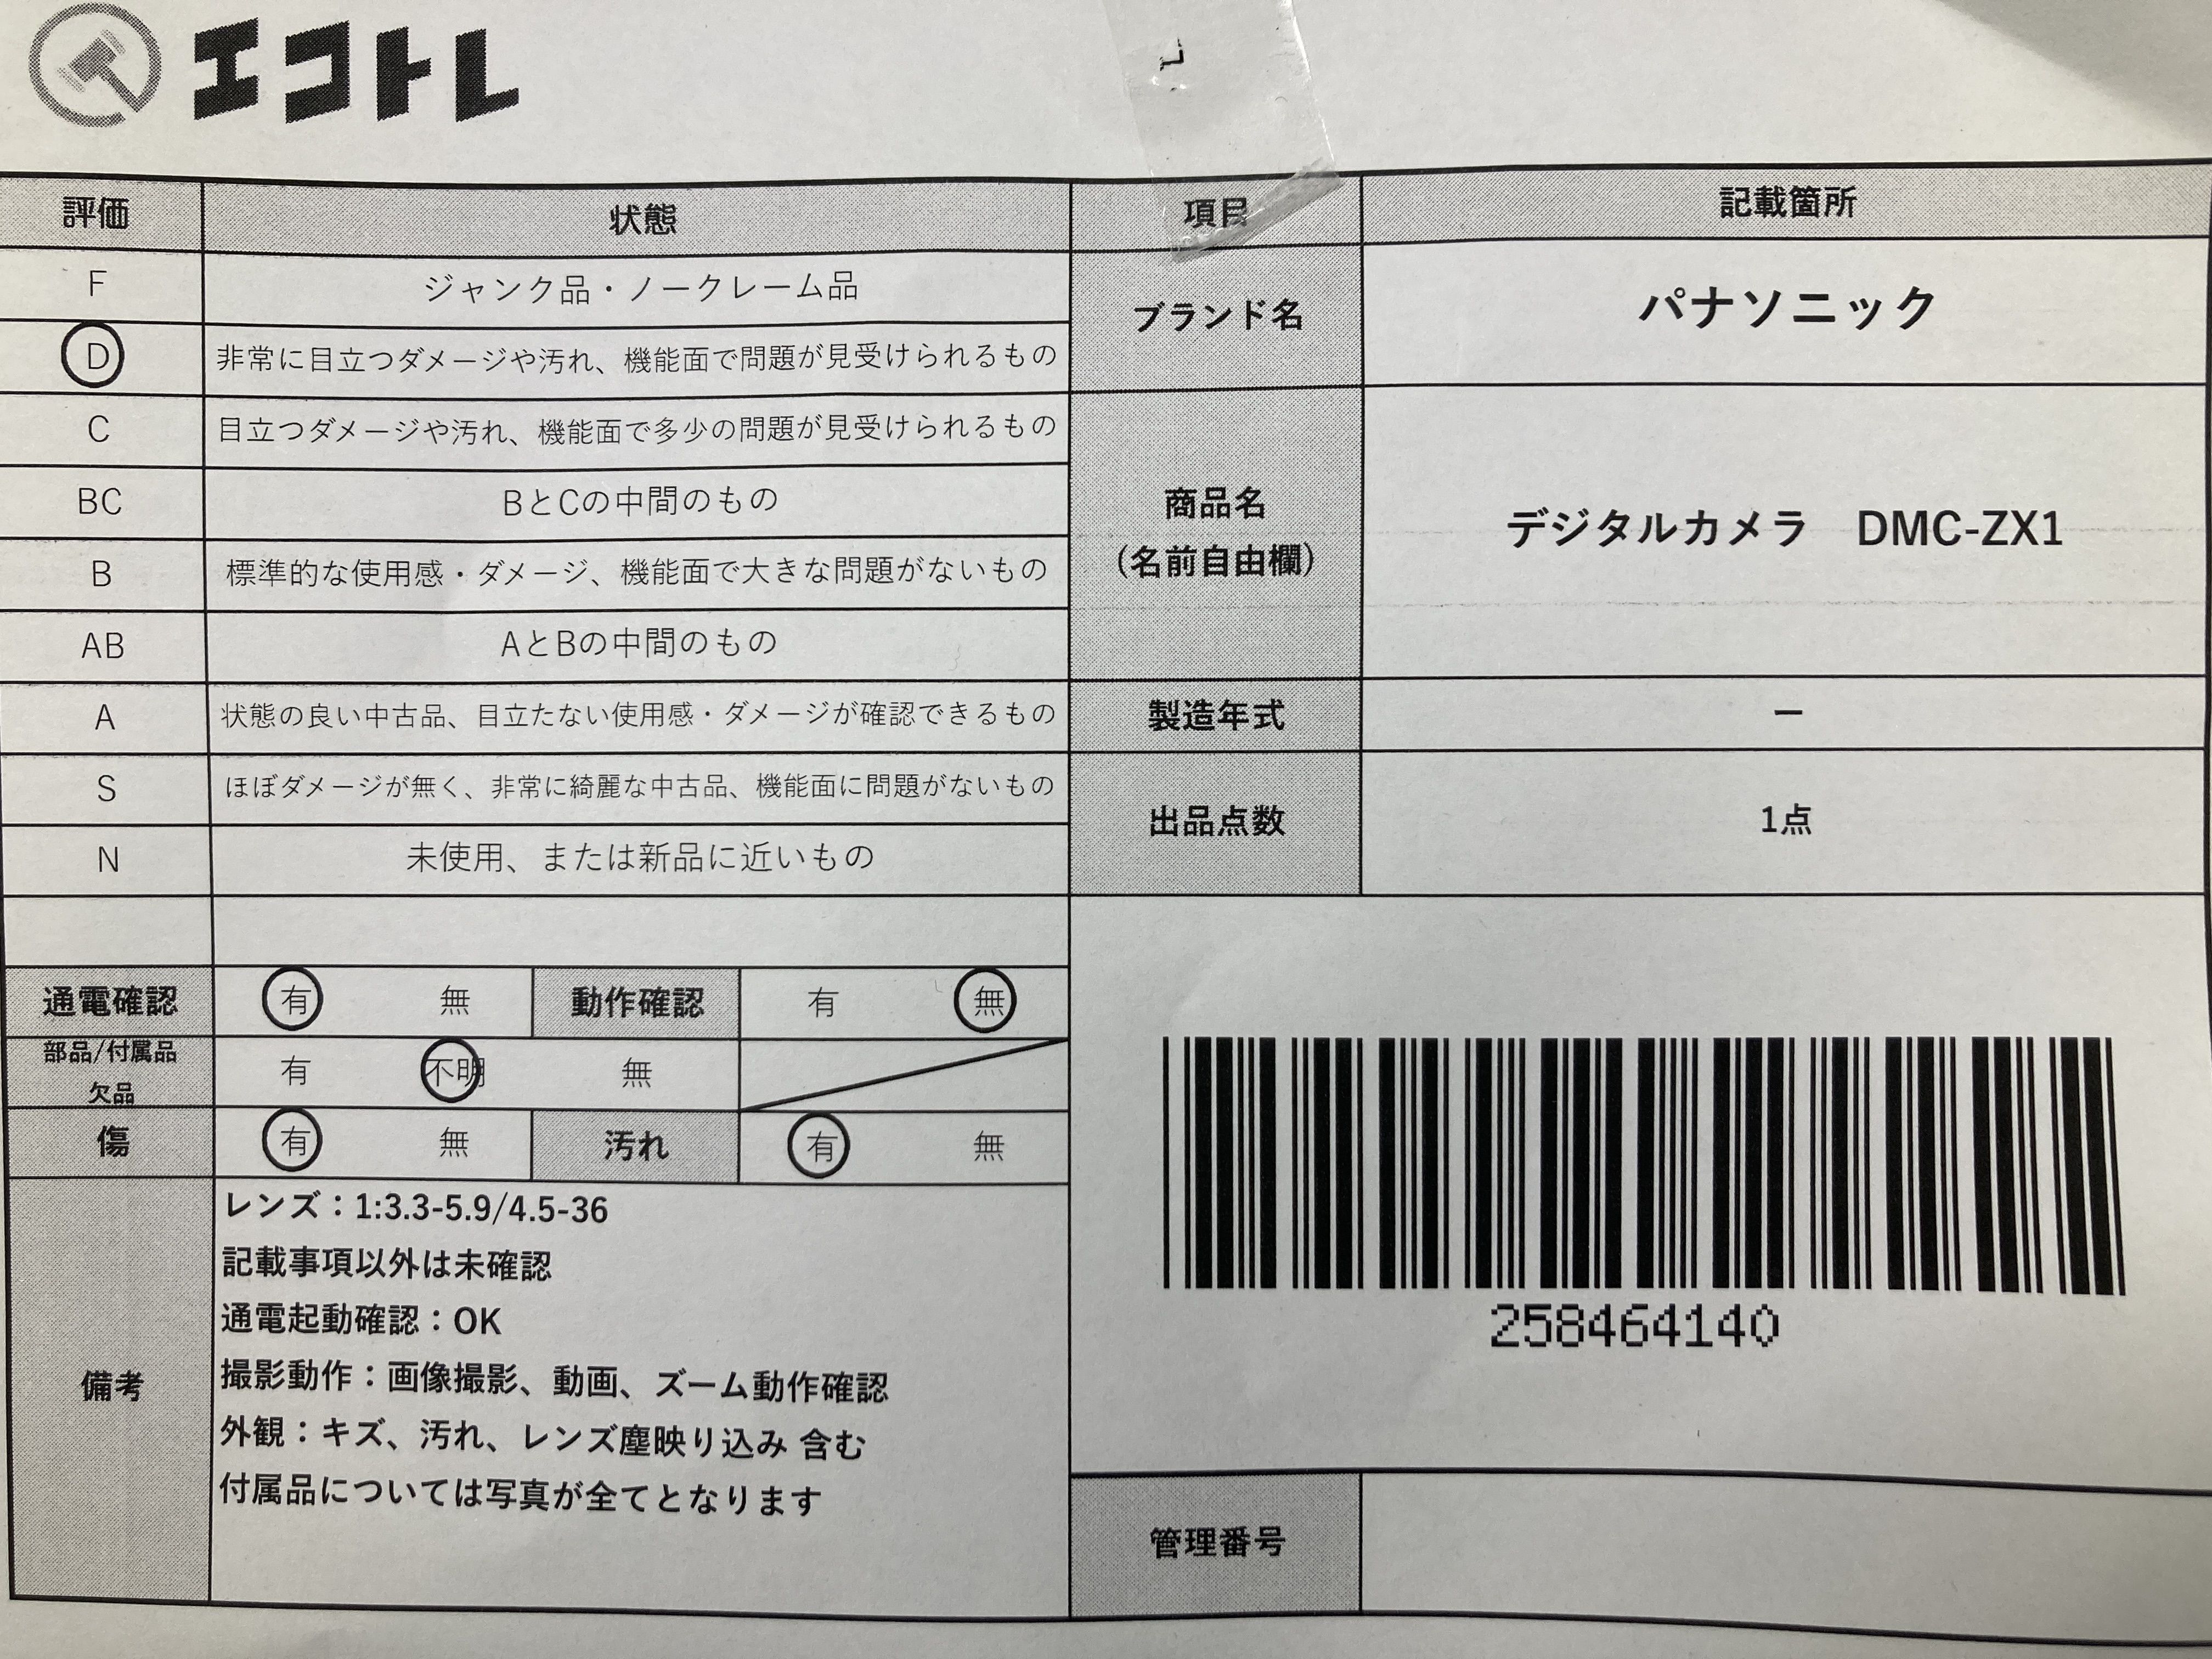 エコトレ
評価 状態 項目 記載箇所
F ジャンク品・ノークレーム品
D 非常に目立つダメージや汚れ、機能面で問題が見受けられるもの
ブランド名 パナソニック
C 目立つダメージや汚れ、機能面で多少の問題が見受けられるもの
BC BとCの中間のもの
商品名
(名前自由欄)
デジタルカメラ DMC-ZX1
B 標準的な使用感・ダメージ、機能面で大きな問題がないもの
AB AとBの中間のもの
A 状態の良い中古品、目立たない使用感・ダメージが確認できるもの
製造年式 ー
S ほぼダメージが無く、非常に綺麗な中古品、機能面に問題がないもの
出品点数 1点
N 未使用、または新品に近いもの
通電確認 有 無 動作確認 有 無
部品/付属品
欠品
有 不明 無
傷 有 無 汚れ 有 無
備考
レンズ：1:3.3-5.9/4.5-36
記載事項以外は未確認
通電起動確認：OK
撮影動作：画像撮影、動画、ズーム動作確認
外観：キズ、汚れ、レンズ塵映り込み 含む
付属品については写真が全てとなります
258464140
管理番号